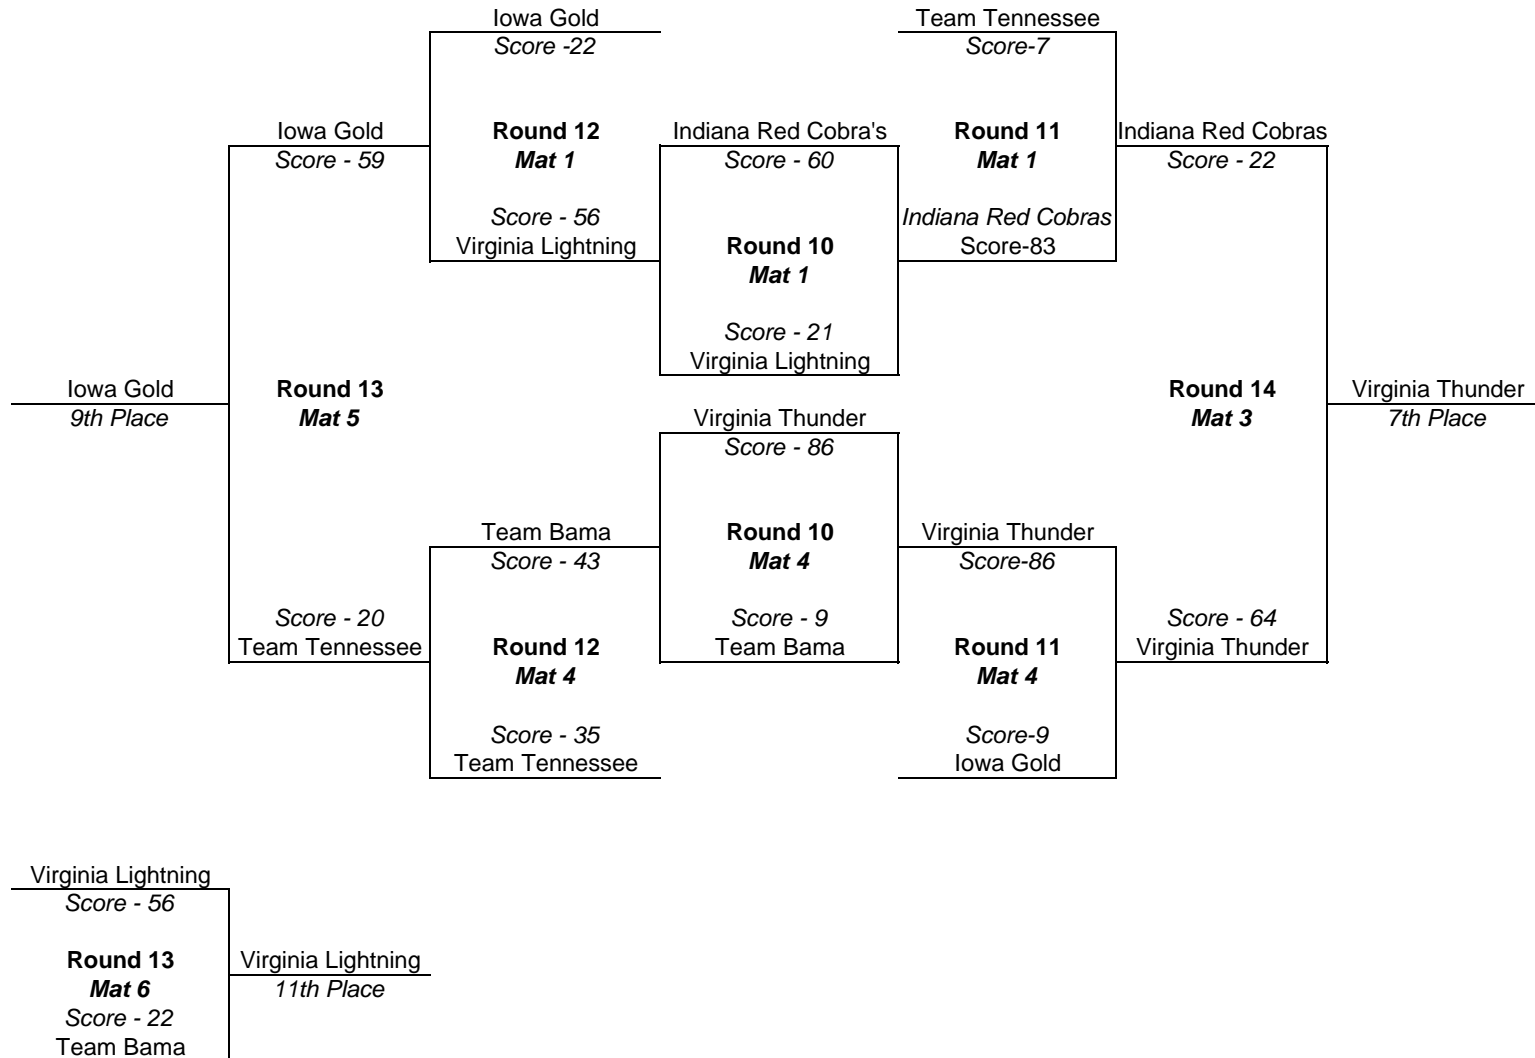 Iowa Gold
Score -22
Team Tennessee
Score-7
Iowa Gold
Score - 59
Round 12
Mat 1
Indiana Red Cobra's
Score - 60
Round 11
Mat 1
Indiana Red Cobras
Score - 22
Score - 56
Virginia Lightning
Round 10
Mat 1
Indiana Red Cobras
Score-83
Score - 21
Virginia Lightning
Iowa Gold
9th Place
Round 13
Mat 5
Virginia Thunder
Score - 86
Round 14
Mat 3
Virginia Thunder
7th Place
Team Bama
Score - 43
Round 10
Mat 4
Virginia Thunder
Score-86
Score - 20
Team Tennessee
Round 12
Mat 4
Score - 9
Team Bama
Round 11
Mat 4
Score - 64
Virginia Thunder
Score - 35
Team Tennessee
Score-9
Iowa Gold
Virginia Lightning
Score - 56
Round 13
Mat 6
Virginia Lightning
11th Place
Score - 22
Team Bama